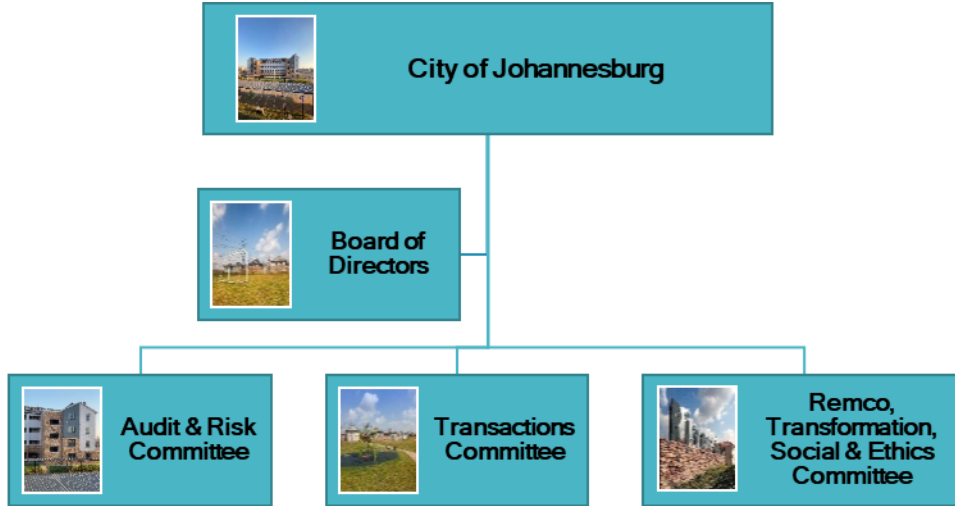 City of Johannesburg
Board of
Directors
Audit & Risk
Committee
Transactions
Committee
Remco,
Transformation,
Social & Ethics
Committee